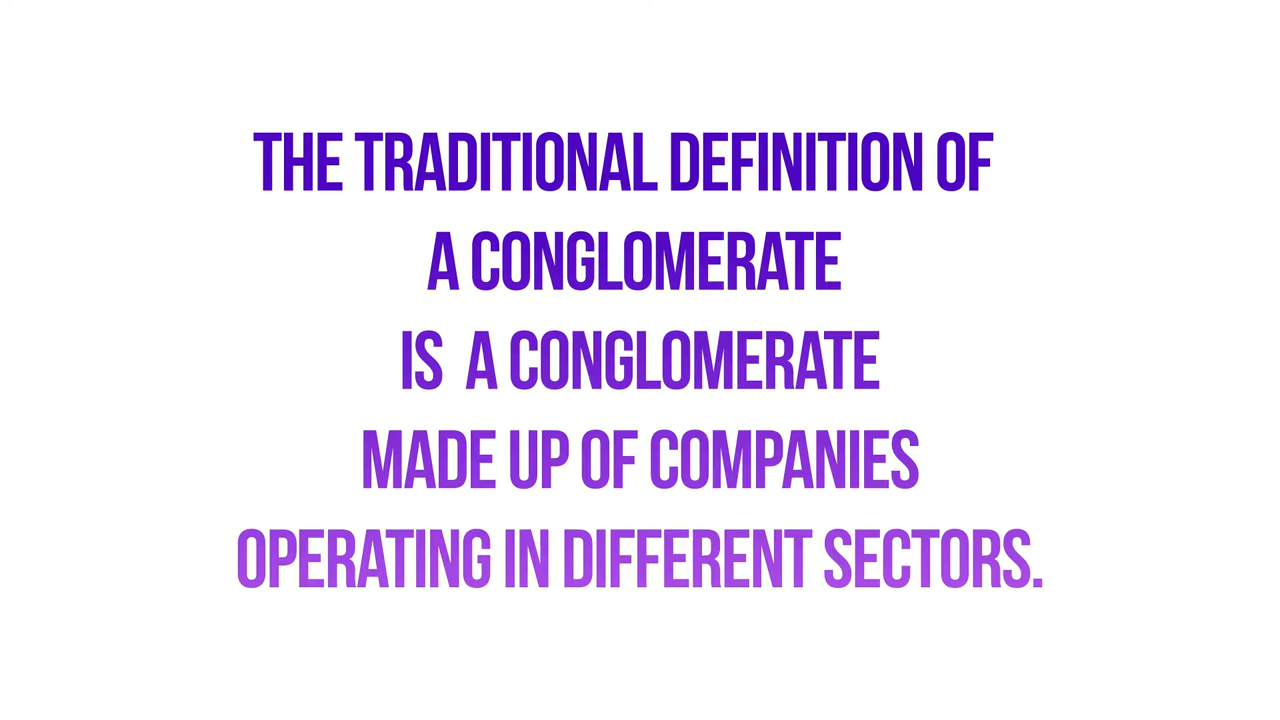 THE TRADITIONAL DEFINITION OF
A CONGLOMERATE
IS A CONGLOMERATE
MADE UP OF COMPANIES
OPERATING IN DIFFERENT SECTORS.